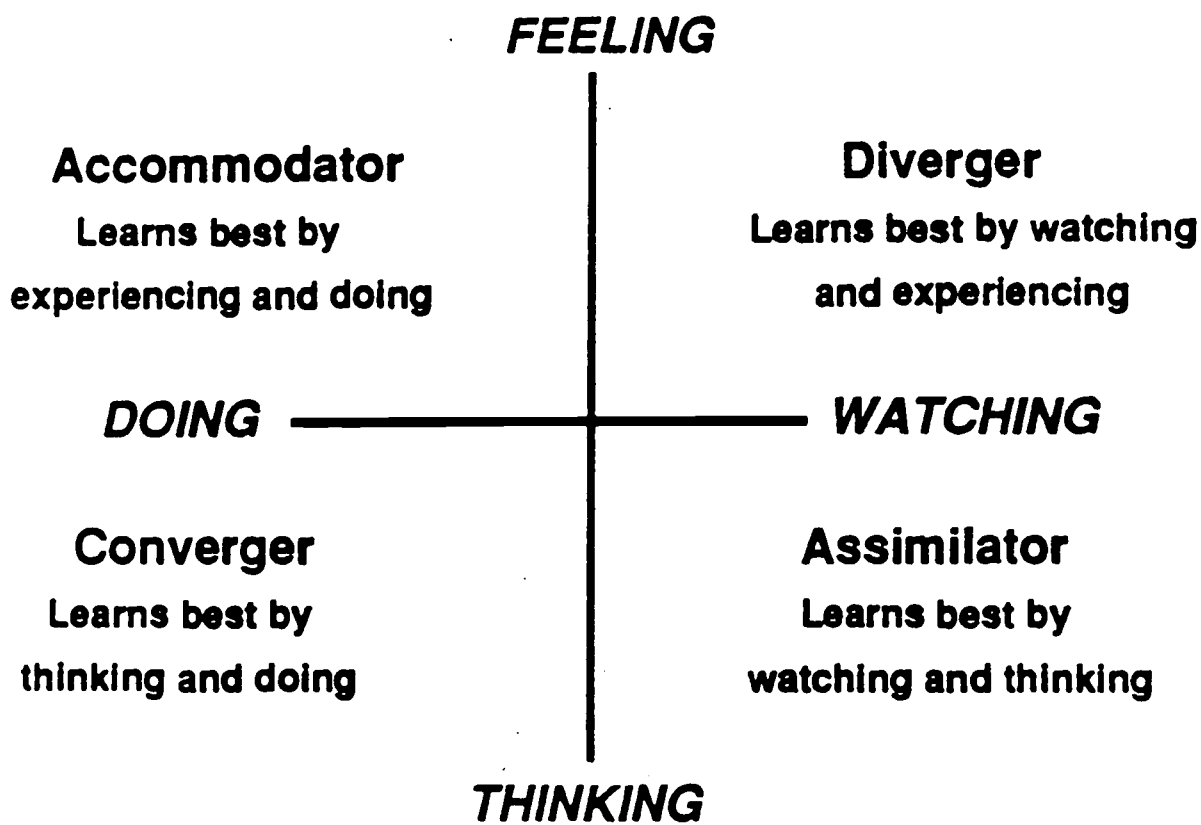 FEELING
Accommodator
Learns best by
experiencing and doing
Diverger
Learns best by watching
and experiencing
DOING
WATCHING
Converger
Learns best by
thinking and doing
Assimilator
Learns best by
watching and thinking
THINKING